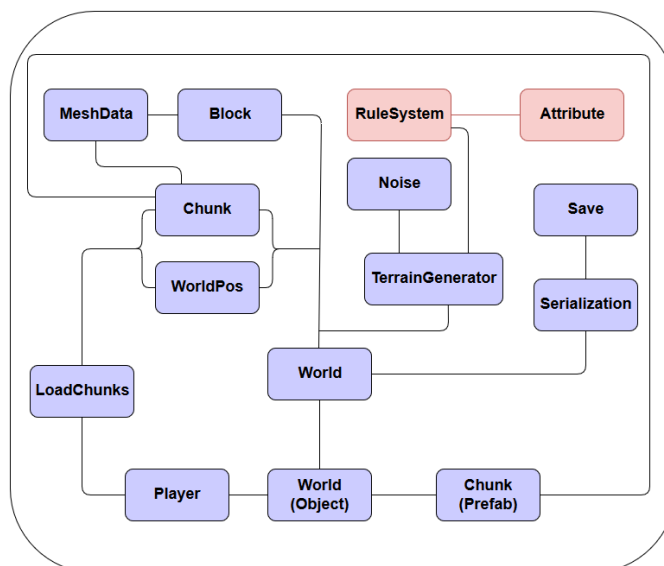 MeshData
Block
RuleSystem
Attribute
Noise
Chunk
Save
WorldPos
TerrainGenerator
Serialization
World
LoadChunks
Player
World
(Object)
Chunk
(Prefab)